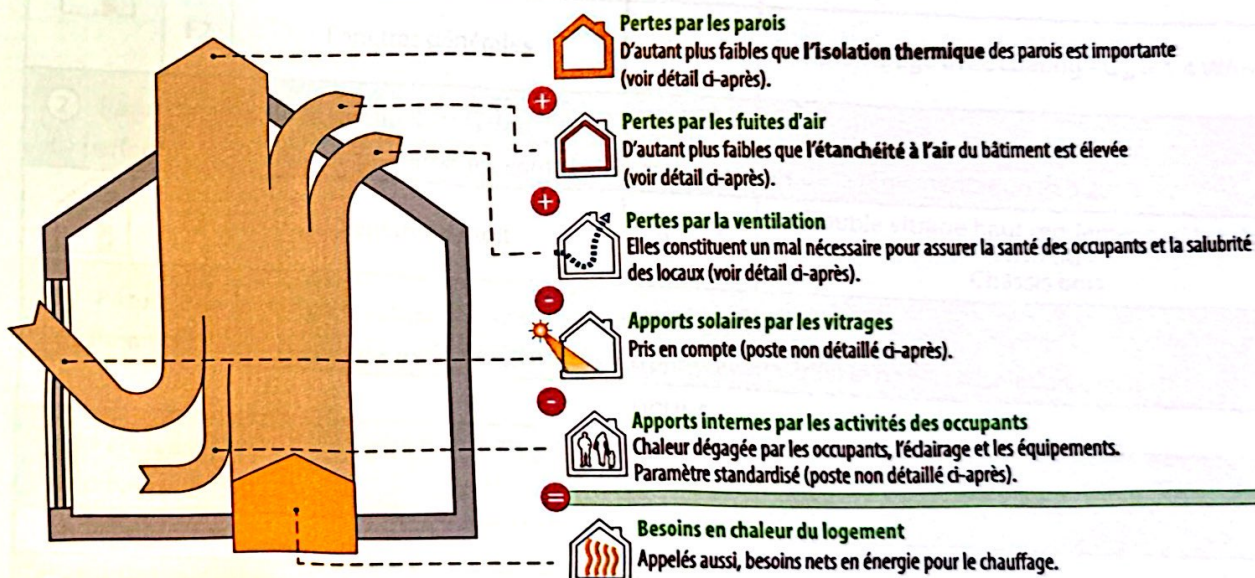 Pertes par les parois
D'autant plus faibles que l'isolation thermique des parois est importante
(voir détail ci-après).
+
Pertes par les fuites d'air
D'autant plus faibles que l'étanchéité à l'air du bâtiment est élevée
(voir détail ci-après).
+
Pertes par la ventilation
Elles constituent un mal nécessaire pour assurer la santé des occupants et la salubrité
des locaux (voir détail ci-après).
-
Apports solaires par les vitrages
Pris en compte (poste non détaillé ci-après).
-
Apports internes par les activités des occupants
Chaleur dégagée par les occupants, l'éclairage et les équipements.
Paramètre standardisé (poste non détaillé ci-après).
=
Besoins en chaleur du logement
Appelés aussi, besoins nets en énergie pour le chauffage.